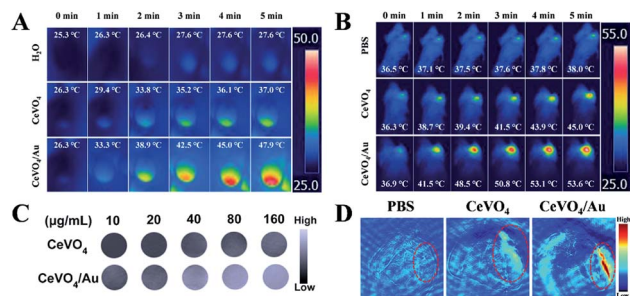 A
0 min 1 min 2 min 3 min 4 min 5 min
50.0
H₂O
25.3 °C 26.3 °C 26.4 °C 27.6 °C 27.6 °C 27.6 °C
CeVO₄
26.3 °C 29.4 °C 33.8 °C 35.2 °C 36.1 °C 37.0 °C
CeVO₄/Au
26.3 °C 33.3 °C 38.9 °C 42.5 °C 45.0 °C 47.9 °C
25.0
B
0 min 1 min 2 min 3 min 4 min 5 min
55.0
PBS
36.5 °C 37.1 °C 37.5 °C 37.6 °C 37.8 °C 38.0 °C
CeVO₄
36.3 °C 38.7 °C 39.4 °C 41.5 °C 43.9 °C 45.0 °C
CeVO₄/Au
36.9 °C 41.5 °C 48.5 °C 50.8 °C 53.1 °C 53.6 °C
25.0
C
(μg/mL) 10 20 40 80 160
High
CeVO₄
CeVO₄/Au
Low
D
PBS CeVO₄ CeVO₄/Au
High
Low